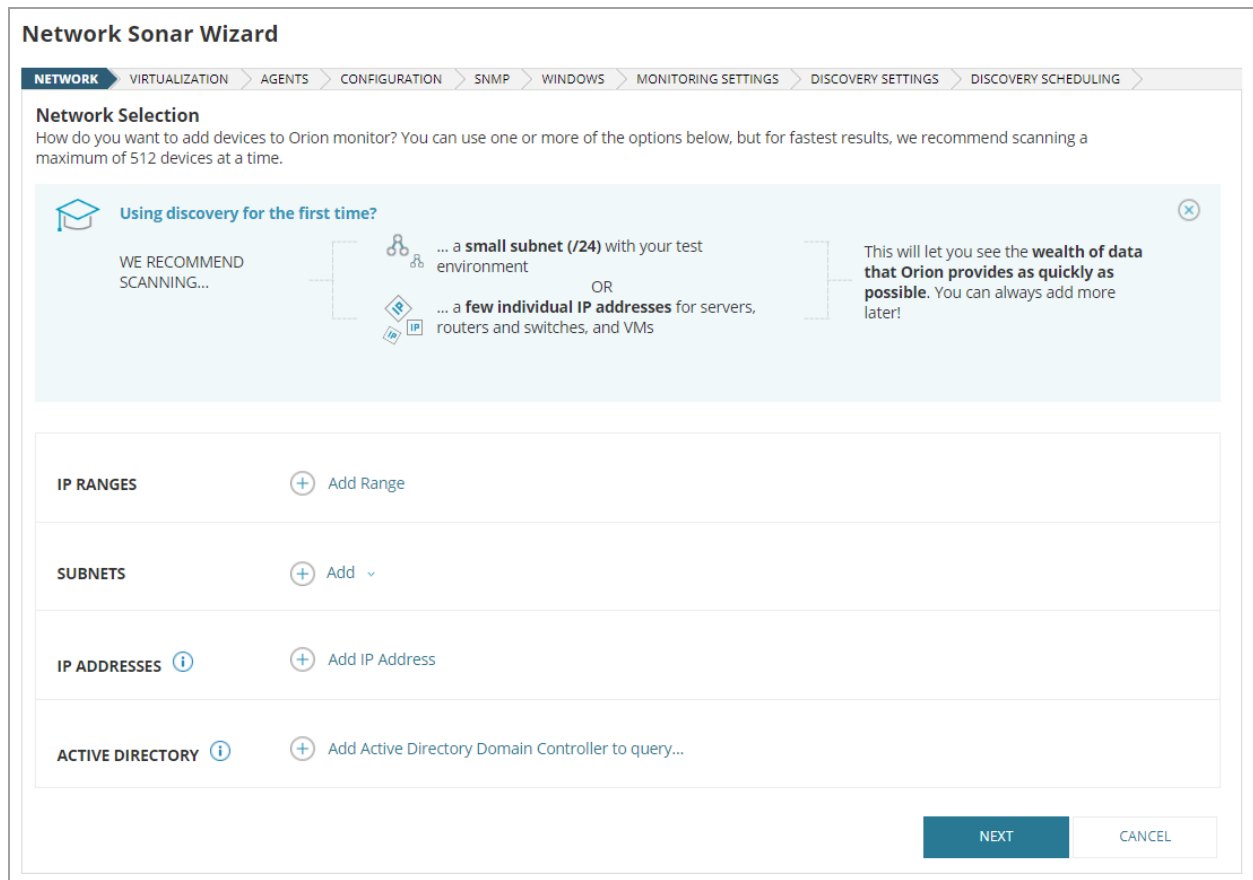 Network Sonar Wizard
NETWORK VIRTUALIZATION AGENTS CONFIGURATION SNMP WINDOWS MONITORING SETTINGS DISCOVERY SETTINGS DISCOVERY SCHEDULING
Network Selection
How do you want to add devices to Orion monitor? You can use one or more of the options below, but for fastest results, we recommend scanning a
maximum of 512 devices at a time.
Using discovery for the first time?
WE RECOMMEND
SCANNING...
... a small subnet (/24) with your test
environment
OR
... a few individual IP addresses for servers,
routers and switches, and VMs
IP
IP
IP
This will let you see the wealth of data
that Orion provides as quickly as
possible. You can always add more
later!
IP RANGES
Add Range
SUBNETS
Add
IP ADDRESSES
Add IP Address
ACTIVE DIRECTORY
Add Active Directory Domain Controller to query...
NEXT
CANCEL